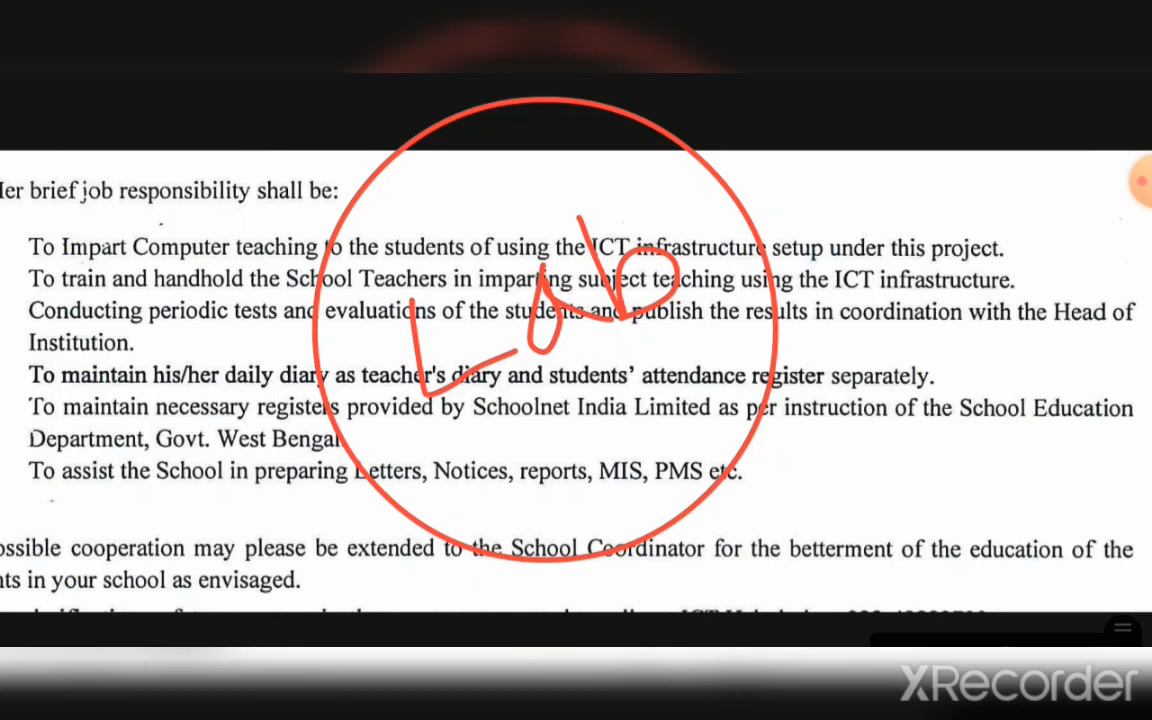 Her brief job responsibility shall be:
To Impart Computer teaching to the students of using the ICT infrastructure setup under this project.
To train and handhold the School Teachers in imparting subject teaching using the ICT infrastructure.
Conducting periodic tests and evaluations of the students and publish the results in coordination with the Head of
Institution.
To maintain his/her daily diary as teacher's diary and students' attendance register separately.
To maintain necessary registers provided by Schoolnet India Limited as per instruction of the School Education
Department, Govt. West Bengal.
To assist the School in preparing Letters, Notices, reports, MIS, PMS etc.
Lab
ossible cooperation may please be extended to the School Coordinator for the betterment of the education of the
nts in your school as envisaged.
XRecorder